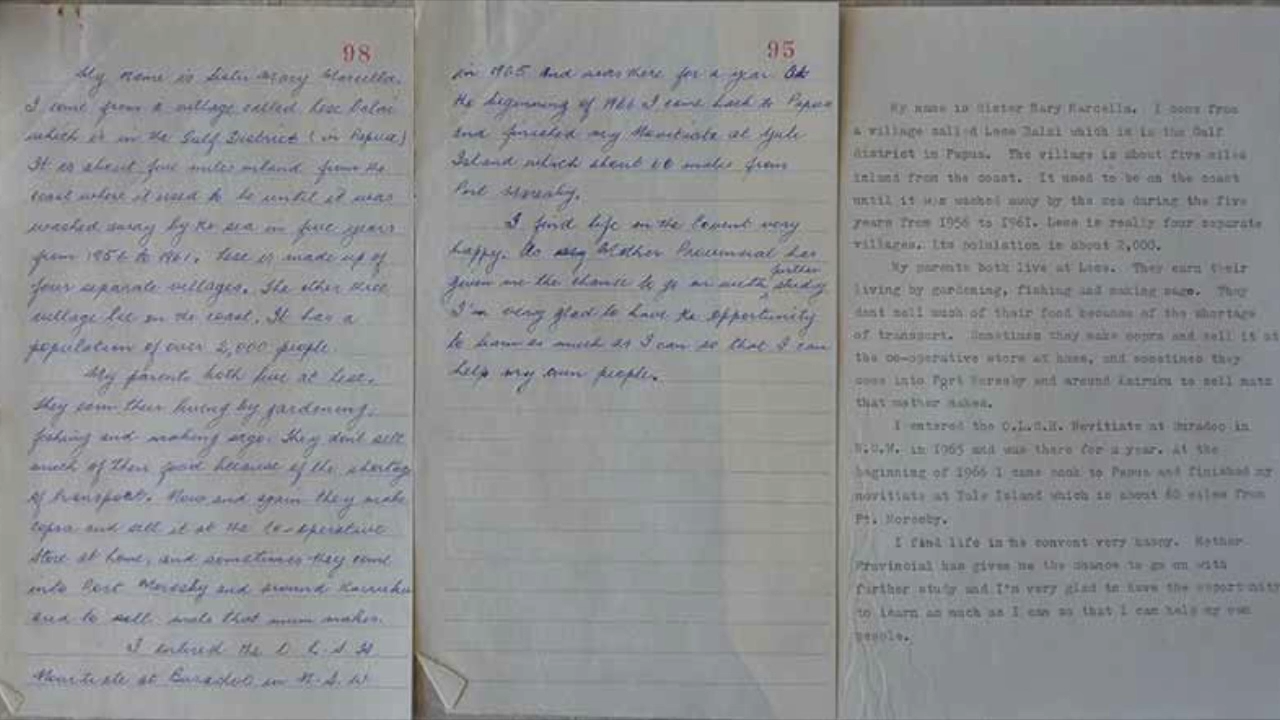 98
My name is Sister Mary Marcella.
I come from a village called Lese Kalai
which is in the Gulf District (in Papua)
It is about five miles inland from the
coast where it used to be until it was
washed away by the sea in five years
from 1956 to 1961. Lese is made up of
four separate villages. The other three
village lie on the coast. It has a
population of over 2,000 people.
My parents both live at Lese.
They earn their living by gardening,
fishing and making sago. They don't sell
much of their food because of the shortage
of transport. Now and again they make
copra and sell it at the Co-operative
Store at home, and sometimes they come
into Port Moresby and around Kairuku
area to sell mats that mum makes.
I entered the O L S H
Novitiate at Buradoo in N.S.W
95
in 1965 and was there for a year. At
the beginning of 1966 I came back to Papua
and finished my Novitiate at Yule
Island which about 60 miles from
Port Moresby.
I find life in the Convent very
happy. As my Mother Provincial has
given me the chance to go on with further study
I'm very glad to have the opportunity
to learn as much as I can so that I can
help my own people.
My name is Sister Mary Marcella. I come from
a village called Lese Kalai which is in the Gulf
district in Papua. The village is about five miles
inland from the coast. It used to be on the coast
until it was washed away by the sea during the five
years from 1956 to 1961. Lese is really four separate
villages. Its population is about 2,000.
My parents both live at Lese. They earn their
living by gardening, fishing and making sago. They
dont sell much of their food because of the shortage
of transport. Sometimes they make copra and sell it at
the co-operative store at home, and sometimes they
come into Port Moresby and around Kairuku to sell mats
that mother makes.
I entered the O.L.S.H. Novitiate at Buradoo in
N.S.W. in 1965 and was there for a year. At the
beginning of 1966 I came back to Papua and finished my
novitiate at Yule Island which is about 60 miles from
Pt. Moresby.
I find life in he convent very happy. Mother
Provincial has given me the chance to go on with
further study and I'm very glad to have the opportunity
to learn as much as I can so that I can help my own
people.